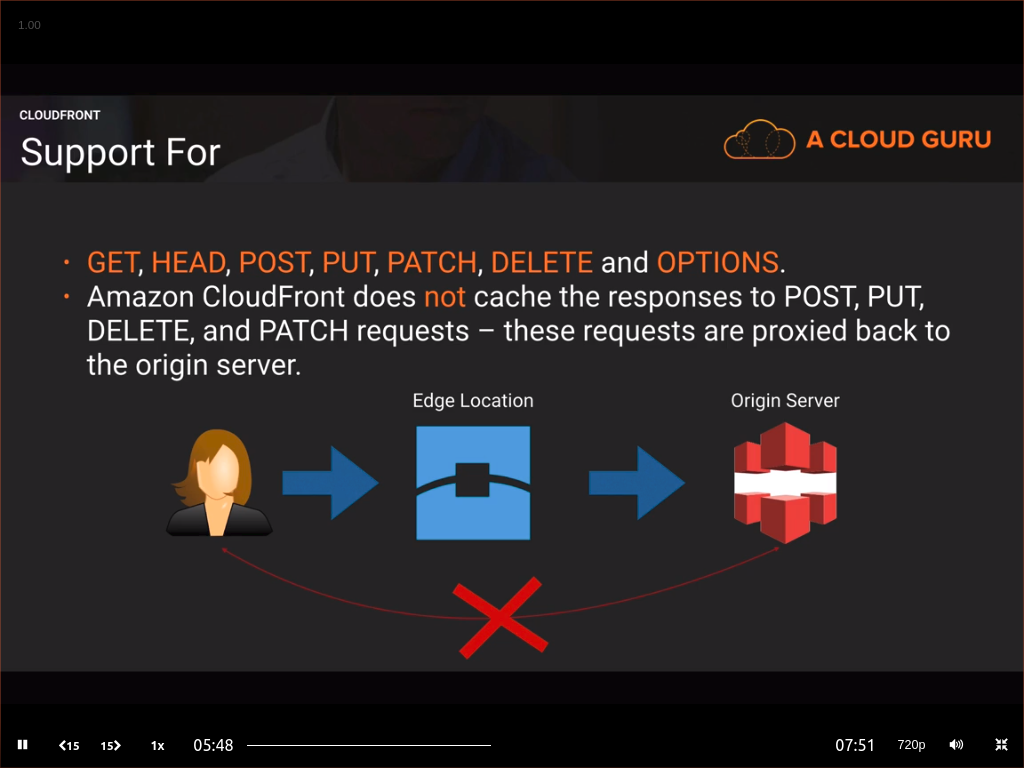 1.00
CLOUDFRONT
Support For
A CLOUD GURU
• GET, HEAD, POST, PUT, PATCH, DELETE and OPTIONS.
• Amazon CloudFront does not cache the responses to POST, PUT,
DELETE, and PATCH requests – these requests are proxied back to
the origin server.
Edge Location
Origin Server
15
15
1x
05:48
07:51
720p